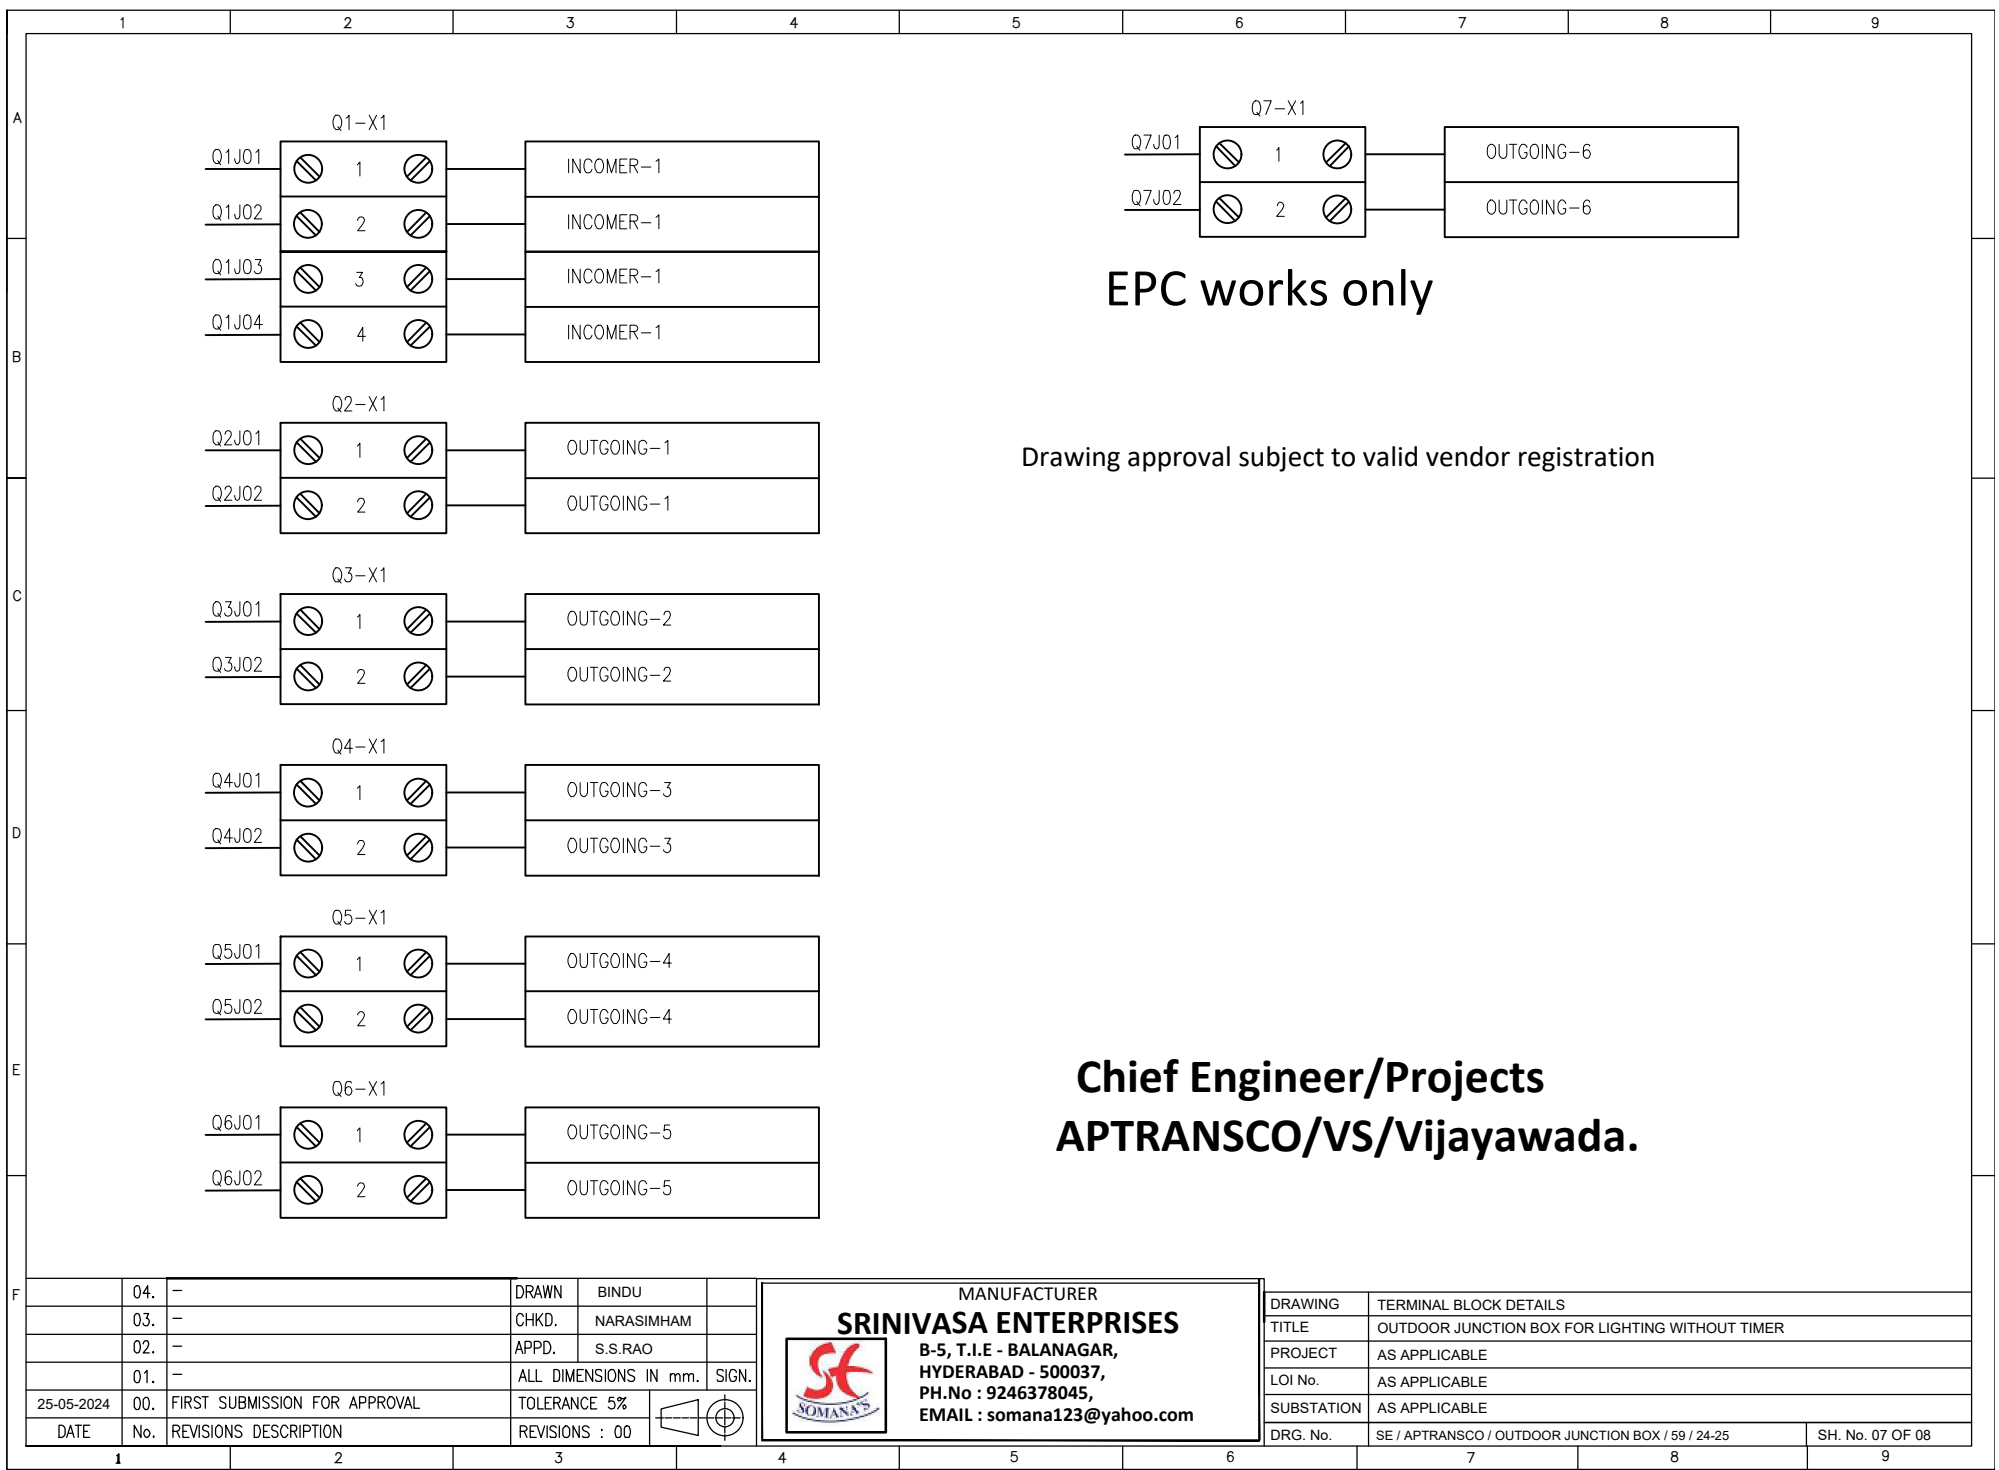 1 2 3 4 5 6 7 8 9
A
B
C
D
E
F
Q1-X1
Q1J01 1 INCOMER-1
Q1J02 2 INCOMER-1
Q1J03 3 INCOMER-1
Q1J04 4 INCOMER-1
Q2-X1
Q2J01 1 OUTGOING-1
Q2J02 2 OUTGOING-1
Q3-X1
Q3J01 1 OUTGOING-2
Q3J02 2 OUTGOING-2
Q4-X1
Q4J01 1 OUTGOING-3
Q4J02 2 OUTGOING-3
Q5-X1
Q5J01 1 OUTGOING-4
Q5J02 2 OUTGOING-4
Q6-X1
Q6J01 1 OUTGOING-5
Q6J02 2 OUTGOING-5
Q7-X1
Q7J01 1 OUTGOING-6
Q7J02 2 OUTGOING-6
EPC works only
Drawing approval subject to valid vendor registration
Chief Engineer/Projects
APTRANSCO/VS/Vijayawada.
04. -
03. -
02. -
01. -
25-05-2024 00. FIRST SUBMISSION FOR APPROVAL
DATE No. REVISIONS DESCRIPTION
DRAWN BINDU
CHKD. NARASIMHAM
APPD. S.S.RAO
ALL DIMENSIONS IN mm. SIGN.
TOLERANCE 5%
REVISIONS : 00
MANUFACTURER
SRINIVASA ENTERPRISES
B-5, T.I.E - BALANAGAR,
HYDERABAD - 500037,
PH.No : 9246378045,
EMAIL : somana123@yahoo.com
SE
SOMANA'S
DRAWING TERMINAL BLOCK DETAILS
TITLE OUTDOOR JUNCTION BOX FOR LIGHTING WITHOUT TIMER
PROJECT AS APPLICABLE
LOI No. AS APPLICABLE
SUBSTATION AS APPLICABLE
DRG. No. SE / APTRANSCO / OUTDOOR JUNCTION BOX / 59 / 24-25 SH. No. 07 OF 08
1 2 3 4 5 6 7 8 9